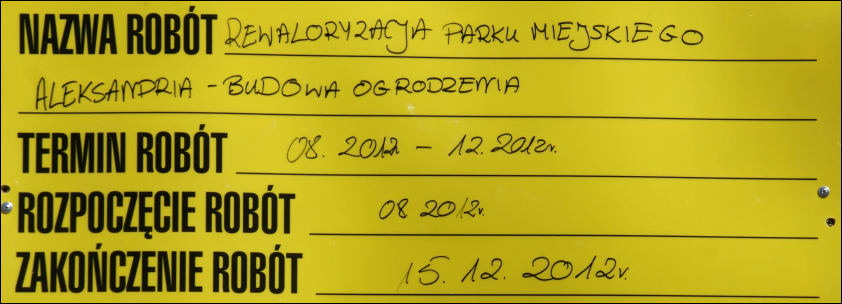 NAZWA ROBÓT REWALORYZACJA PARKU MIEJSKIEGO
ALEKSANDRIA - BUDOWA OGRODZENIA
TERMIN ROBÓT 08. 2012 - 12.2012r.
ROZPOCZĘCIE ROBÓT 08 2012r.
ZAKOŃCZENIE ROBÓT 15.12.2012r.